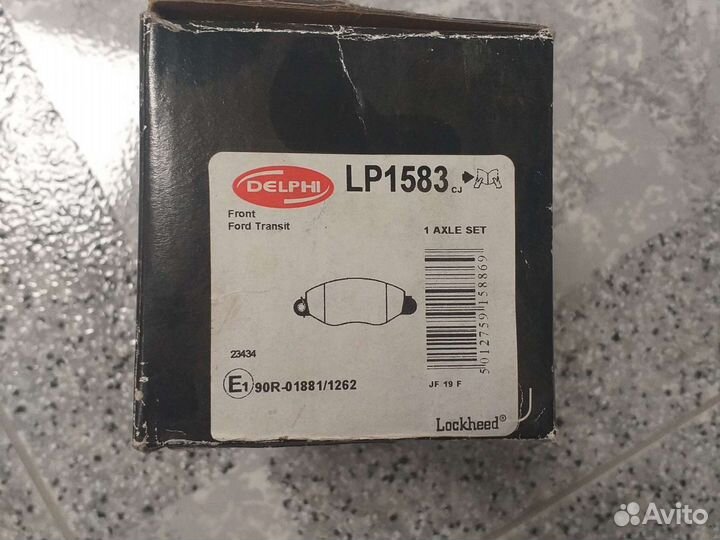 DELPHI
LP1583 CJ
Front
Ford Transit
1 AXLE SET
5012759158869
23434
E1 90R-01881/1262
JF 19 F
Lockheed®
Avito